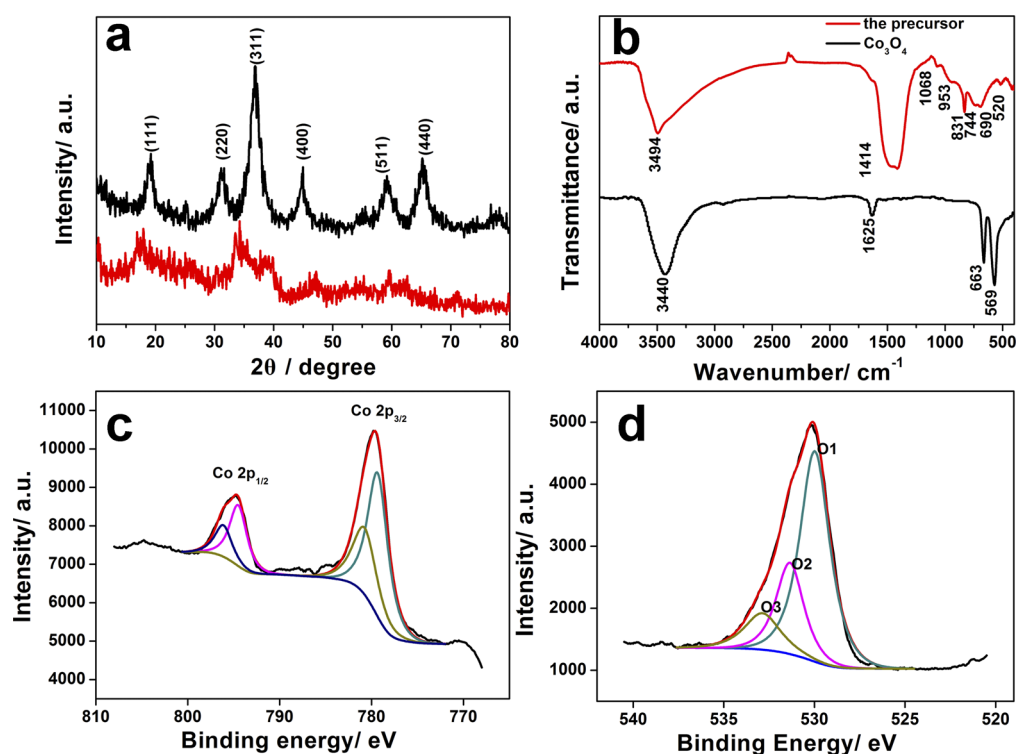 a
(111)
(220)
(311)
(400)
(511)
(440)
Intensity/ a.u.
10 20 30 40 50 60 70 80
2θ / degree
b
the precursor
Co₃O₄
3494
1414
1068
953
831
744
690
520
3440
1625
663
569
Transmittance/ a.u.
4000 3500 3000 2500 2000 1500 1000 500
Wavenumber/ cm⁻¹
c
Co 2p₁/₂
Co 2p₃/₂
11000
10000
9000
8000
7000
6000
5000
4000
Intensity/ a.u.
810 800 790 780 770
Binding energy/ eV
d
O1
O2
O3
5000
4000
3000
2000
1000
Intensity/ a.u.
540 535 530 525 520
Binding Energy/ eV